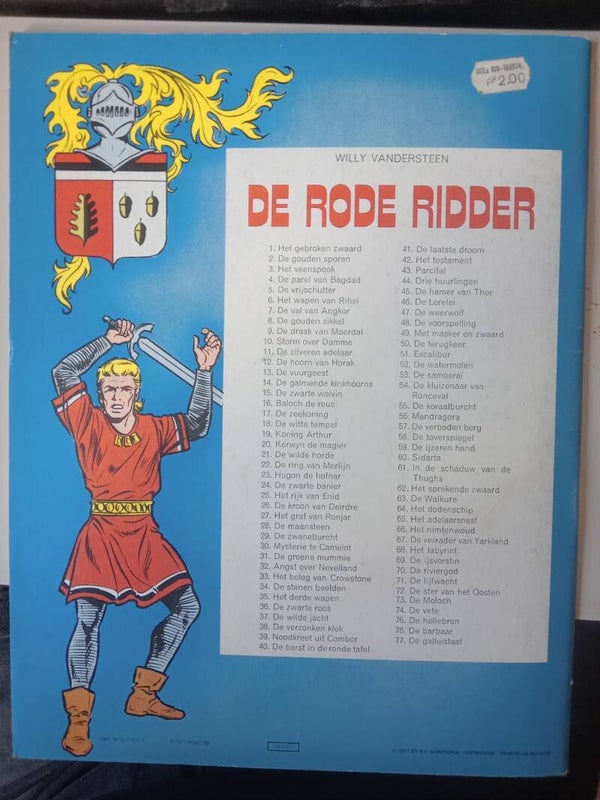 2.00
WILLY VANDERSTEEN
DE RODE RIDDER
1. Het gebroken zwaard
2. De gouden sporen
3. Het veenspook
4. De parel van Bagdad
5. De vrijschutter
6. Het wapen van Rihei
7. De val van Angkor
8. De gouden sikkel
9. De draak van Moerdal
10. Storm over Damme
11. De zilveren adelaar
12. De hoorn van Horak
13. De vuurgeest
14. De galmende kinkhoorns
15. De zwarte wolvin
16. Baloch de reus
17. De zeekoning
18. De witte tempel
19. Koning Arthur
20. Kerwyn de magiër
21. De wilde horde
22. De ring van Merlijn
23. Hugon de hofnar
24. De zwarte banier
25. Het rijk van Enid
26. De kroon van Deirdre
27. Het graf van Ronjar
28. De maansteen
29. De zwaneburcht
30. Mysterie te Camelot
31. De groene mummie
32. Angst over Nevelland
33. Het beleg van Crowstone
34. De stenen beelden
35. Het derde wapen
36. De zwarte roos
37. De wilde jacht
38. De verzonken klok
39. Noodkreet uit Combor
40. De barst in de ronde tafel
41. De laatste droom
42. Het testament
43. Parcifal
44. Drie huurlingen
45. De hamer van Thor
46. De Lorelei
47. De weerwolf
48. De voorspelling
49. Met masker en zwaard
50. De terugkeer
51. Excalibur
52. De watermolen
53. De samoerai
54. De kluizenaar van
Ronceval
55. De koraalburcht
56. Mandragora
57. De verboden berg
58. De toverspiegel
59. De ijzeren hand
60. Sidarta
61. In de schaduw van de
Thughs
62. Het sprekende zwaard
63. De Walkure
64. Het dodenschip
65. Het adelaarsnest
66. Het nimfenwoud
67. De verrader van Yarkland
68. Het labyrint
69. De ijsvorstin
70. De riviergod
71. De lijfwacht
72. De ster van het Oosten
73. De Moloch
74. De vete
75. De hellebron
76. De barbaar
77. De galleislaaf